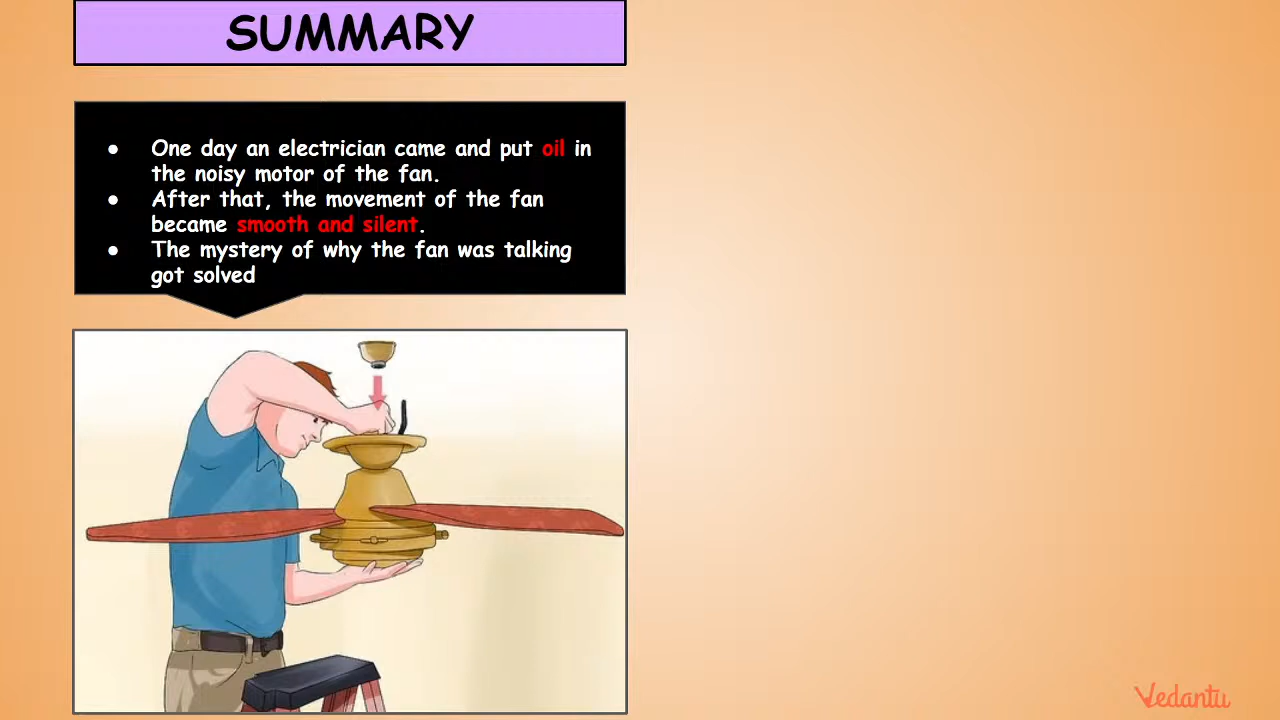 SUMMARY
● One day an electrician came and put oil in
the noisy motor of the fan.
● After that, the movement of the fan
became smooth and silent.
● The mystery of why the fan was talking
got solved
Vedantu